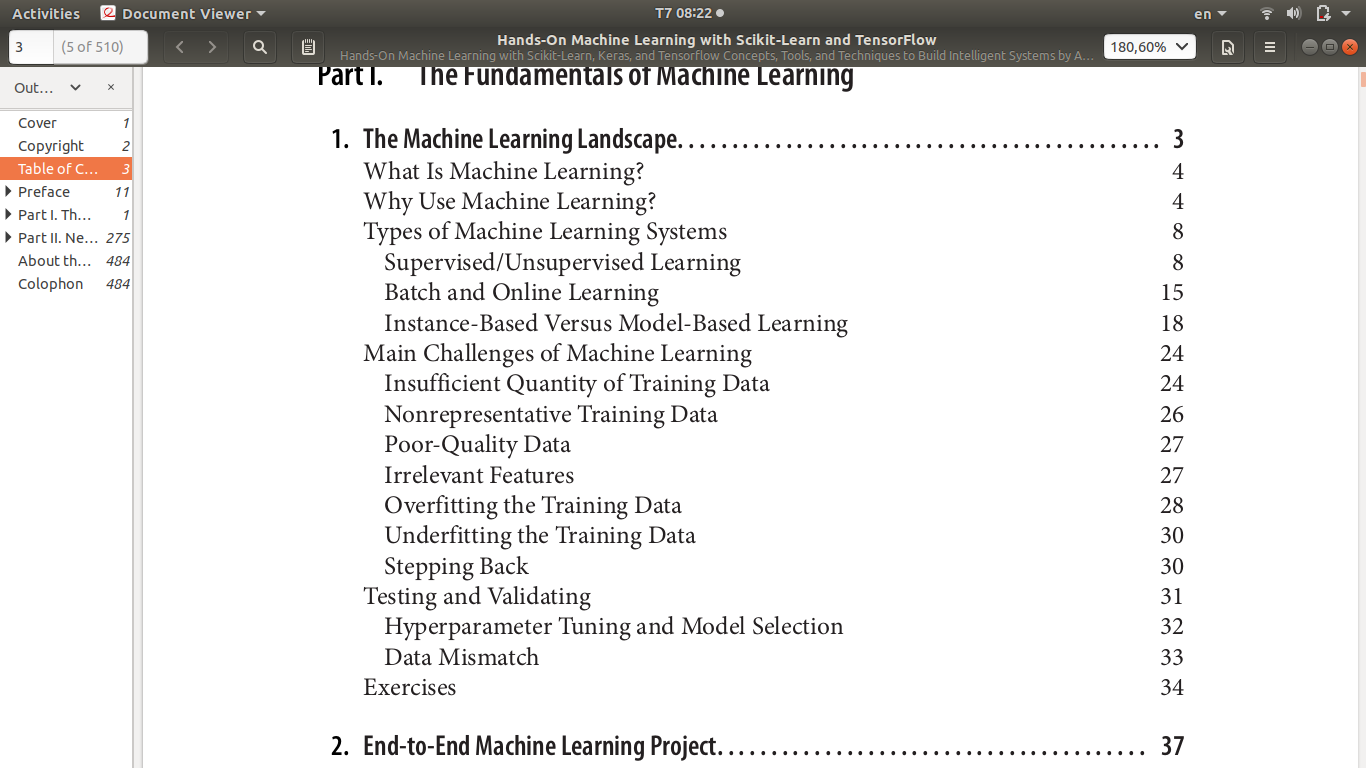 Activities Document Viewer T7 08:22 en
3 (5 of 510) Hands-On Machine Learning with Scikit-Learn and TensorFlow 180,60%
Hands-On Machine Learning with Scikit-Learn, Keras, and Tensorflow Concepts, Tools, and Techniques to Build Intelligent Systems by A...
Out...
Cover 1
Copyright 2
Table of C... 3
Preface 11
Part I. Th... 1
Part II. Ne... 275
About th... 484
Colophon 484
Part I. The Fundamentals of Machine Learning
1. The Machine Learning Landscape. . . . . . . . . . . . . . . . . . . . . . . . . . . . . . . . . . . . . . . . . . . . 3
What Is Machine Learning? 4
Why Use Machine Learning? 4
Types of Machine Learning Systems 8
Supervised/Unsupervised Learning 8
Batch and Online Learning 15
Instance-Based Versus Model-Based Learning 18
Main Challenges of Machine Learning 24
Insufficient Quantity of Training Data 24
Nonrepresentative Training Data 26
Poor-Quality Data 27
Irrelevant Features 27
Overfitting the Training Data 28
Underfitting the Training Data 30
Stepping Back 30
Testing and Validating 31
Hyperparameter Tuning and Model Selection 32
Data Mismatch 33
Exercises 34
2. End-to-End Machine Learning Project. . . . . . . . . . . . . . . . . . . . . . . . . . . . . . . . . . . . . . . 37